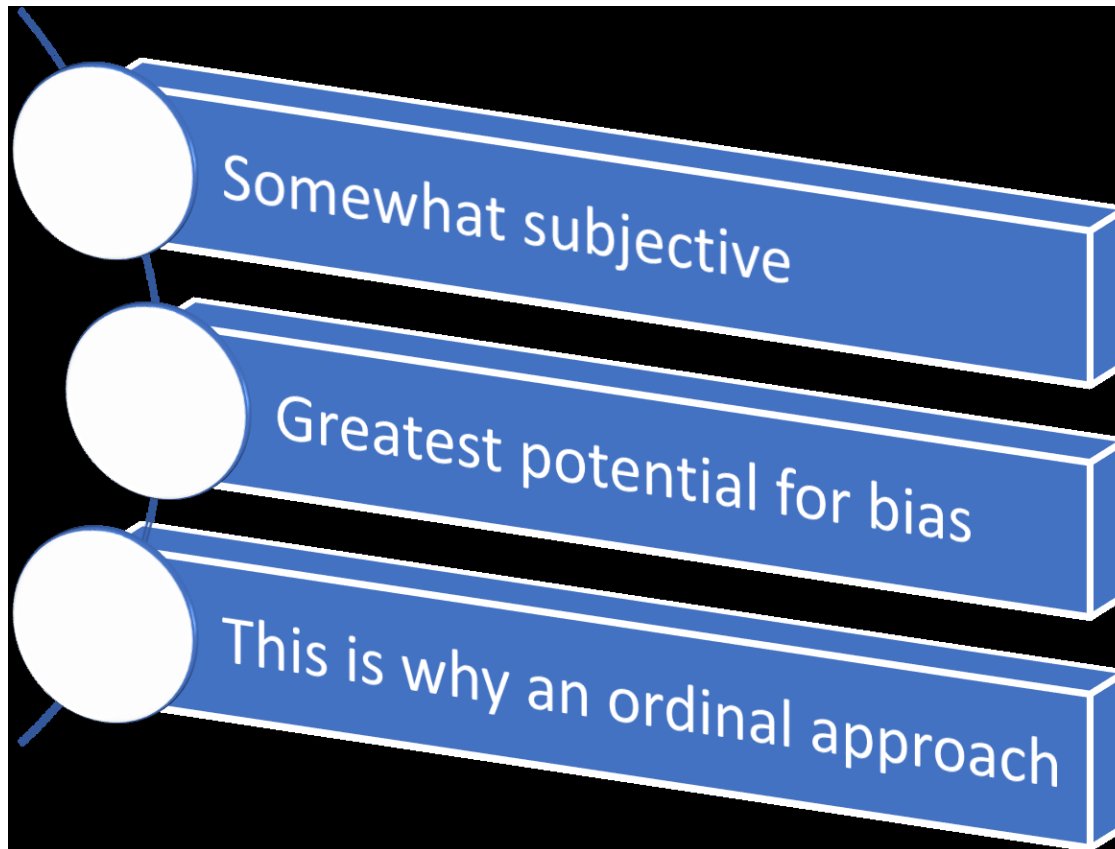 Somewhat subjective
Greatest potential for bias
This is why an ordinal approach